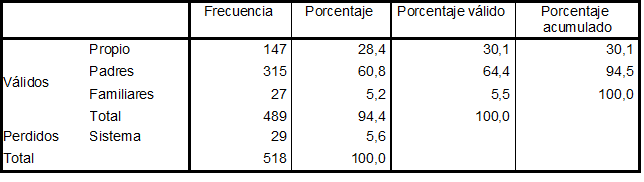 Frecuencia Porcentaje Porcentaje válido Porcentaje acumulado
Válidos Propio 147 28,4 30,1 30,1
Padres 315 60,8 64,4 94,5
Familiares 27 5,2 5,5 100,0
Total 489 94,4 100,0
Perdidos Sistema 29 5,6
Total 518 100,0